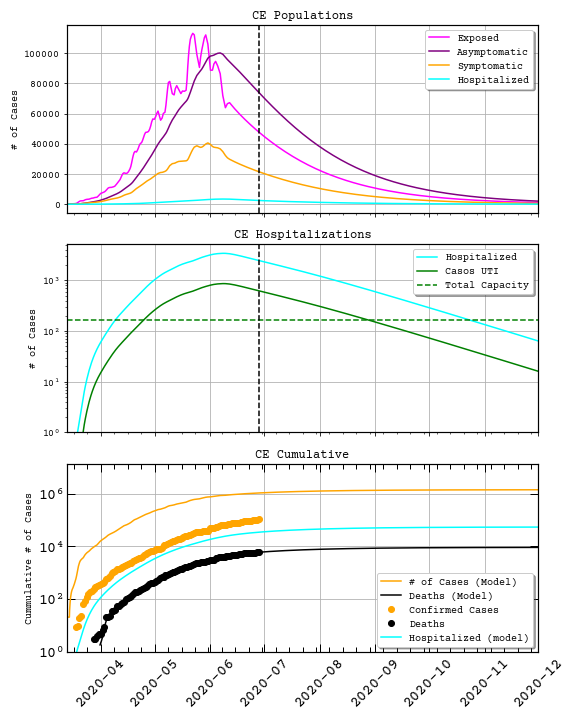 CE Populations
# of Cases
100000
80000
60000
40000
20000
0
Exposed
Asymptomatic
Symptomatic
Hospitalized
CE Hospitalizations
# of Cases
10³
10²
10¹
10⁰
Hospitalized
Casos UTI
Total Capacity
CE Cumulative
Cummulative # of Cases
10⁶
10⁴
10²
10⁰
# of Cases (Model)
Deaths (Model)
Confirmed Cases
Deaths
Hospitalized (model)
2020-04
2020-05
2020-06
2020-07
2020-08
2020-09
2020-10
2020-11
2020-12